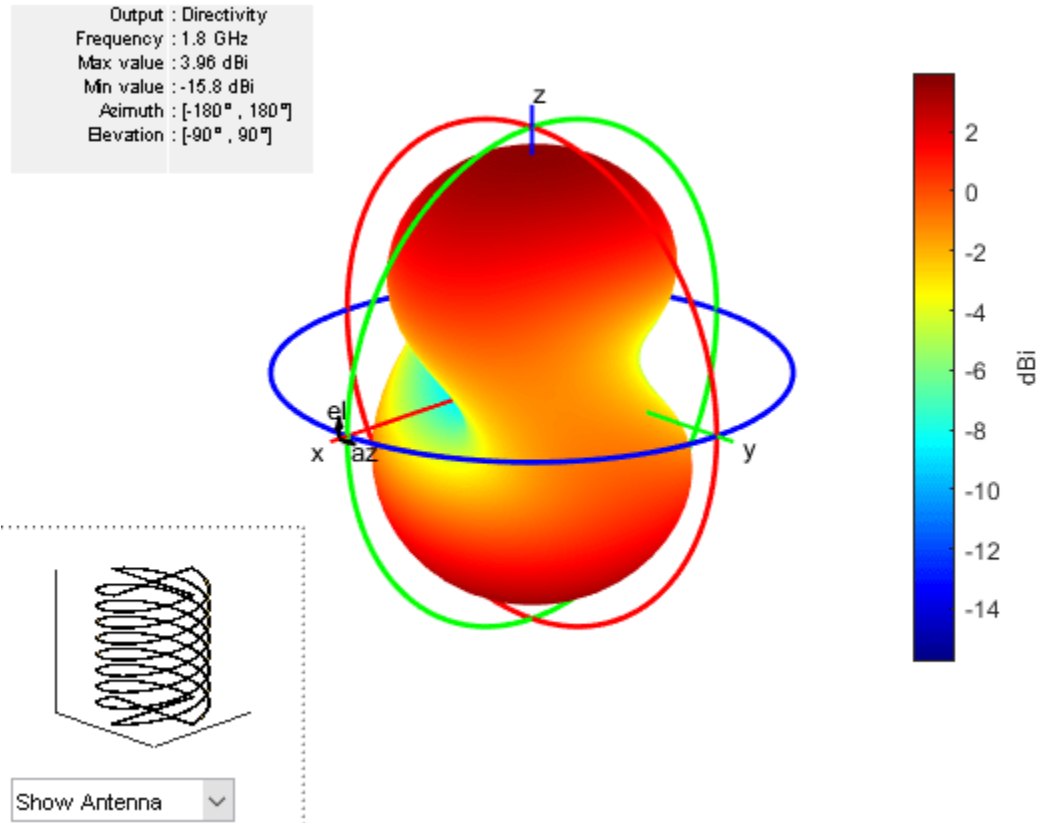 Output : Directivity
Frequency : 1.8 GHz
Max value : 3.96 dBi
Min value : -15.8 dBi
Azimuth : [-180° , 180°]
Elevation : [-90° , 90°]
z
el
x
az
y
2
0
-2
-4
-6
-8
-10
-12
-14
dBi
Show Antenna